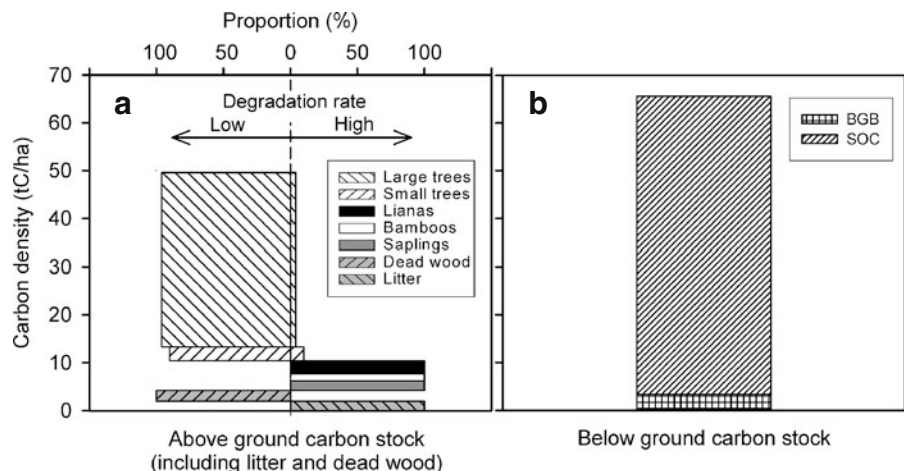 Proportion (%)
100 50 0 50 100
70
60
50
40
30
20
10
0
Carbon density (tC/ha)
a
Degradation rate
Low High
Large trees
Small trees
Lianas
Bamboos
Saplings
Dead wood
Litter
Above ground carbon stock
(including litter and dead wood)
b
BGB
SOC
Below ground carbon stock